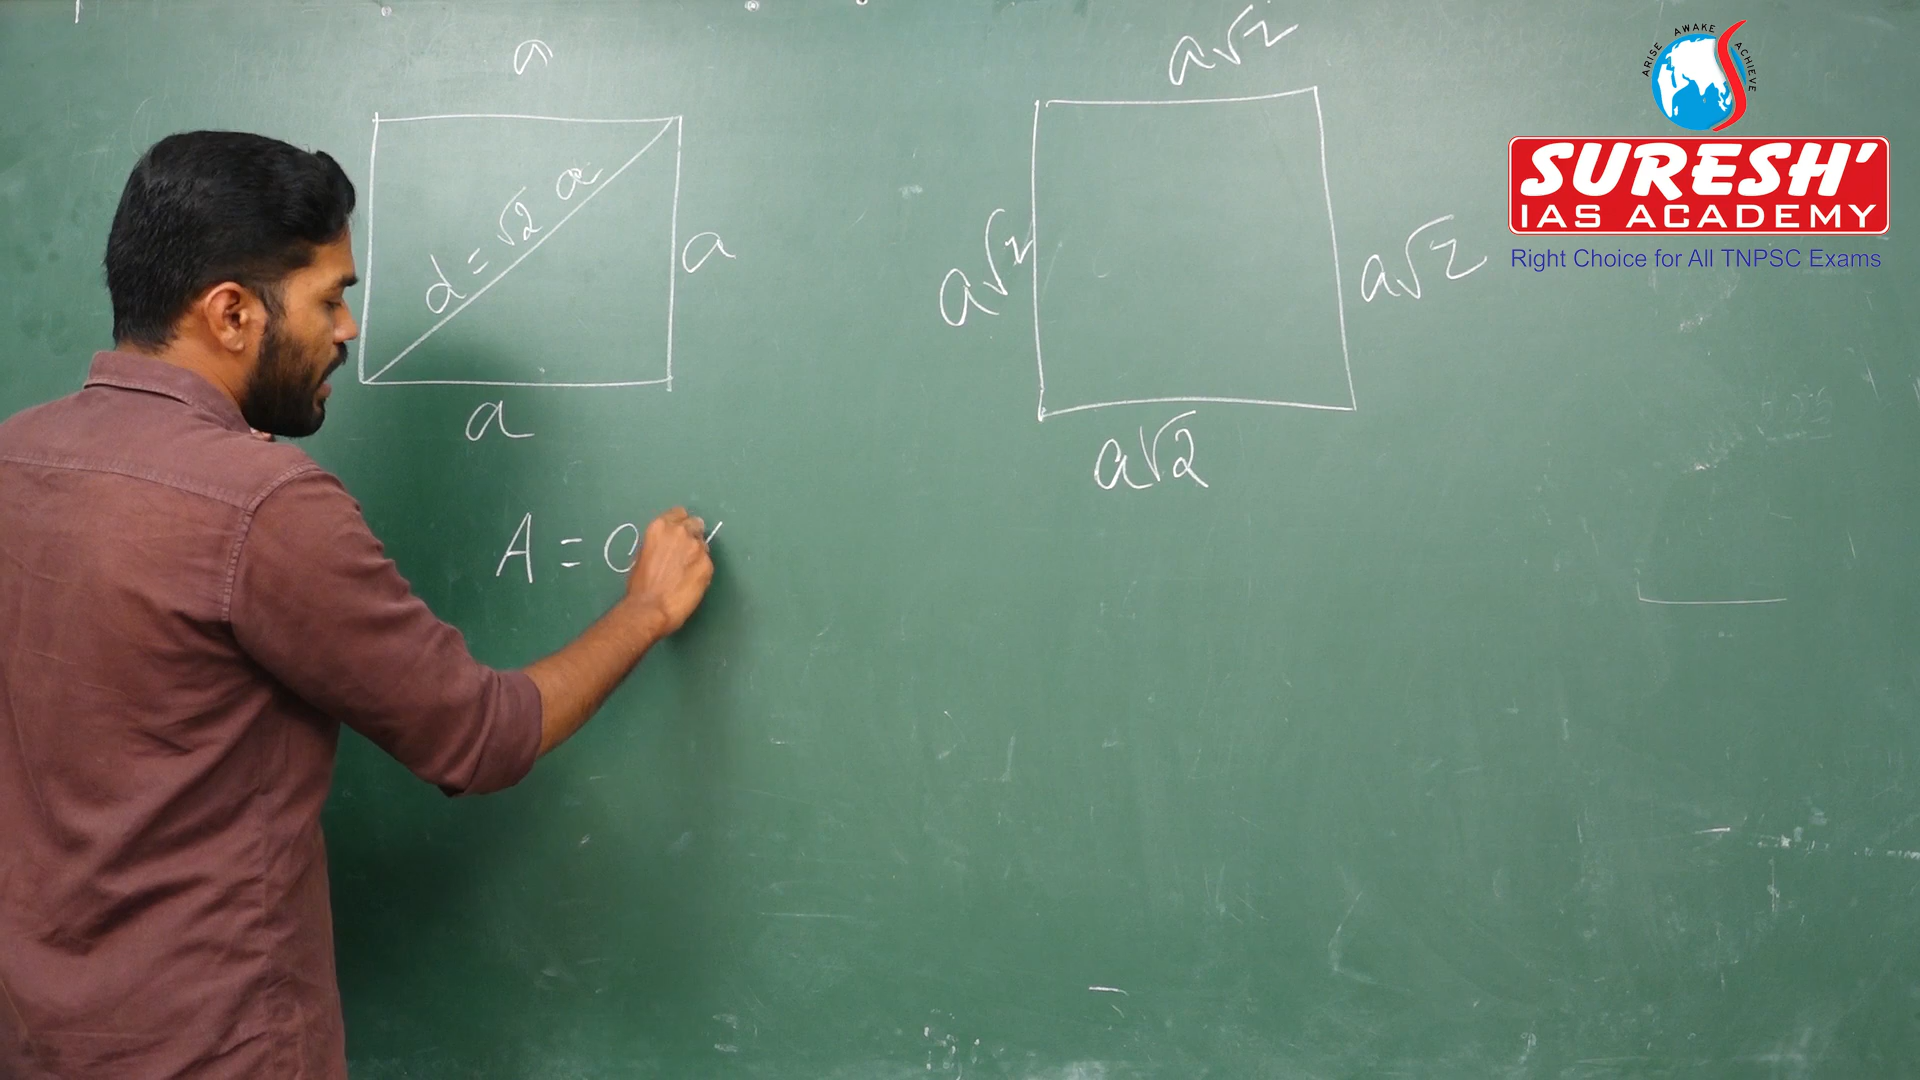 a
a√2
d = √2 a
a
a√2
a√2
a
a√2
A =
ARISE AWAKE ACHIEVE
SURESH'
IAS ACADEMY
Right Choice for All TNPSC Exams